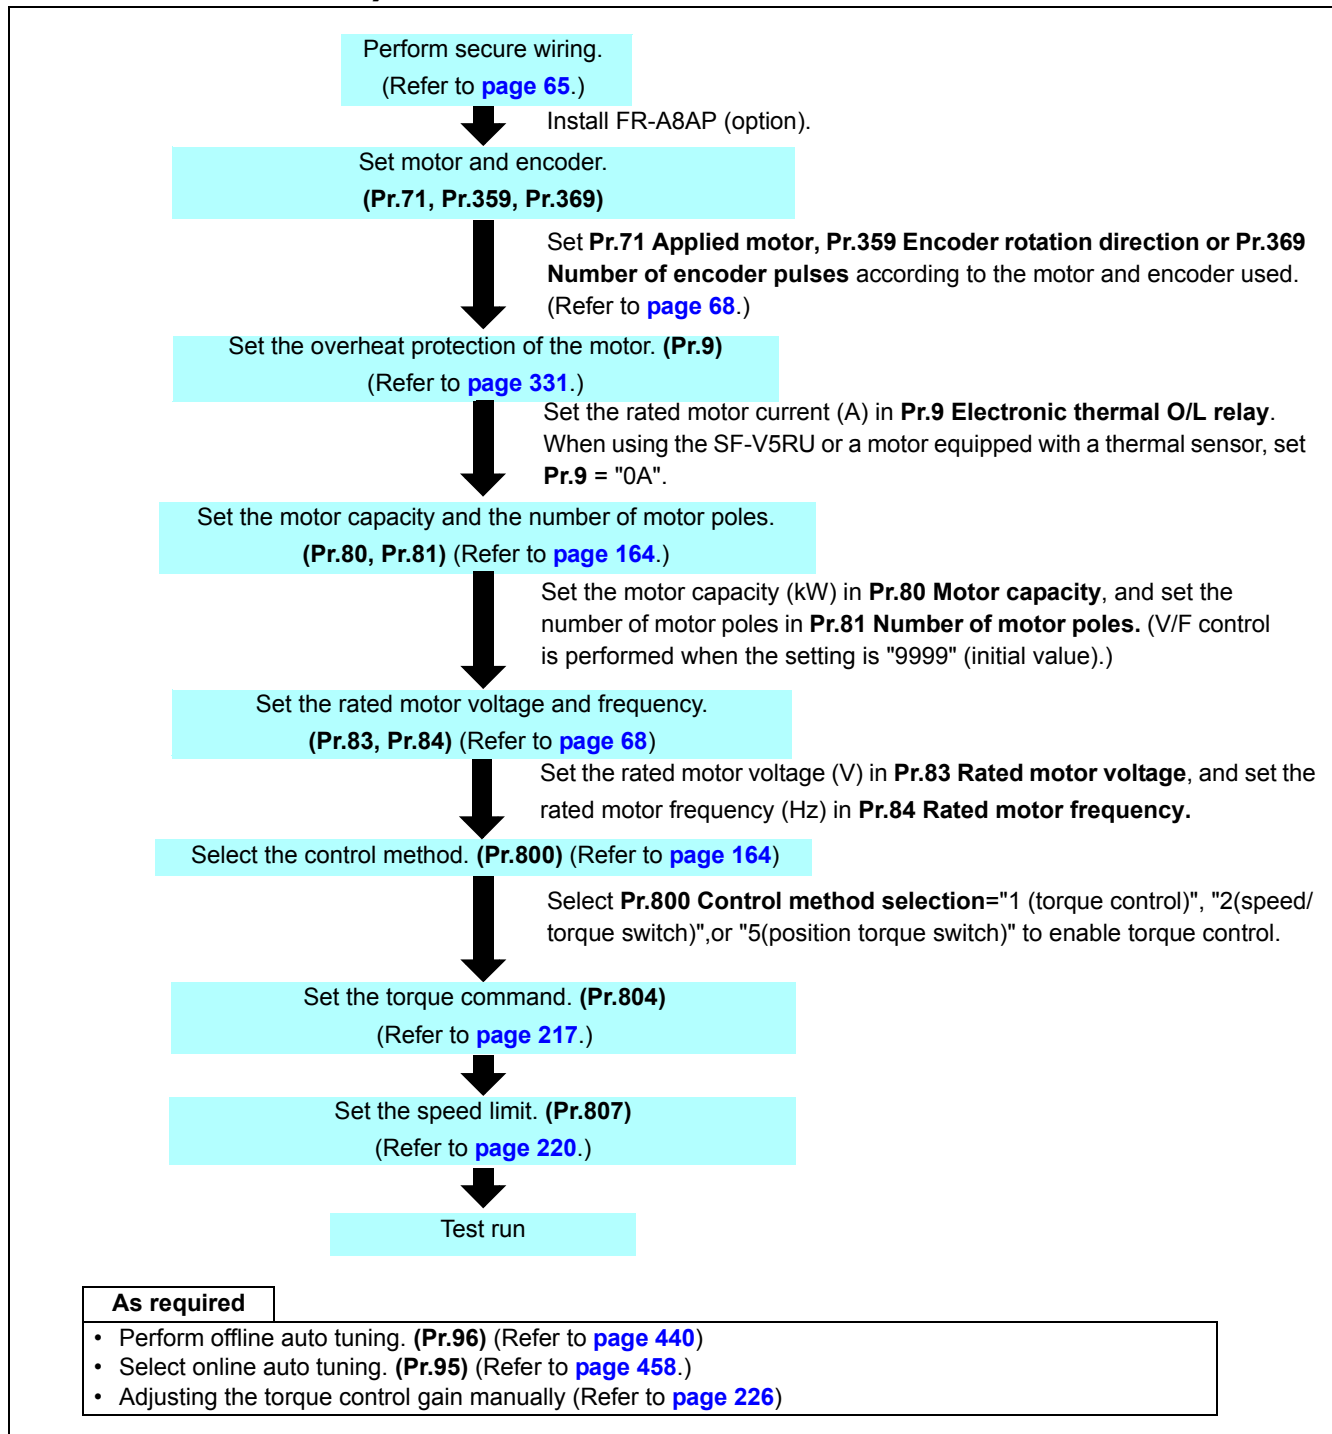 Perform secure wiring.
(Refer to page 65.)
Install FR-A8AP (option).
Set motor and encoder.
(Pr.71, Pr.359, Pr.369)
Set Pr.71 Applied motor, Pr.359 Encoder rotation direction or Pr.369
Number of encoder pulses according to the motor and encoder used.
(Refer to page 68.)
Set the overheat protection of the motor. (Pr.9)
(Refer to page 331.)
Set the rated motor current (A) in Pr.9 Electronic thermal O/L relay.
When using the SF-V5RU or a motor equipped with a thermal sensor, set
Pr.9 = "0A".
Set the motor capacity and the number of motor poles.
(Pr.80, Pr.81) (Refer to page 164.)
Set the motor capacity (kW) in Pr.80 Motor capacity, and set the
number of motor poles in Pr.81 Number of motor poles. (V/F control
is performed when the setting is "9999" (initial value).)
Set the rated motor voltage and frequency.
(Pr.83, Pr.84) (Refer to page 68)
Set the rated motor voltage (V) in Pr.83 Rated motor voltage, and set the
rated motor frequency (Hz) in Pr.84 Rated motor frequency.
Select the control method. (Pr.800) (Refer to page 164)
Select Pr.800 Control method selection="1 (torque control)", "2(speed/
torque switch)",or "5(position torque switch)" to enable torque control.
Set the torque command. (Pr.804)
(Refer to page 217.)
Set the speed limit. (Pr.807)
(Refer to page 220.)
Test run
As required
• Perform offline auto tuning. (Pr.96) (Refer to page 440)
• Select online auto tuning. (Pr.95) (Refer to page 458.)
• Adjusting the torque control gain manually (Refer to page 226)